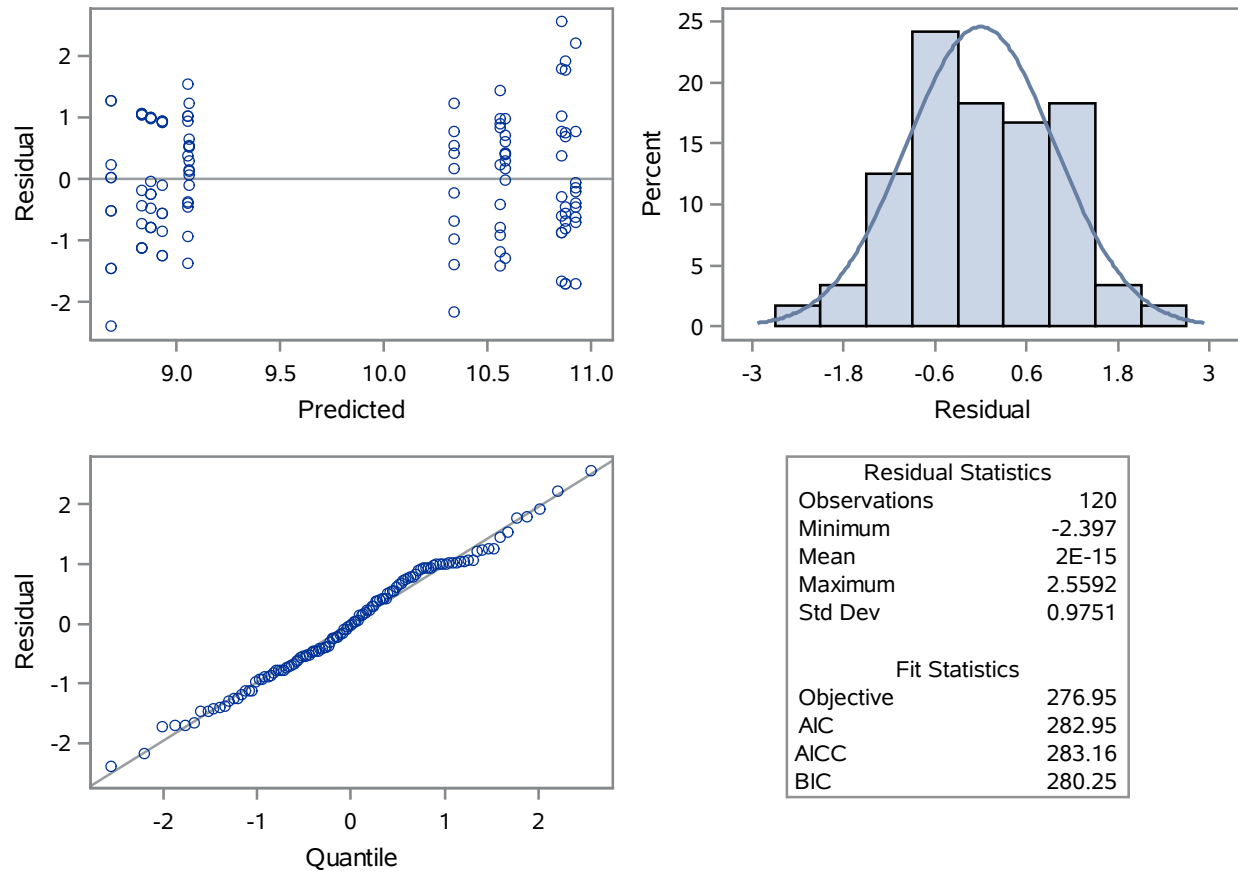 2
1
0
-1
-2
Residual
9.0
9.5
10.0
10.5
11.0
Predicted
25
20
15
10
5
0
Percent
-3
-1.8
-0.6
0.6
1.8
3
Residual
2
1
0
-1
-2
Residual
-2
-1
0
1
2
Quantile
Residual Statistics
Observations 120
Minimum -2.397
Mean 2E-15
Maximum 2.5592
Std Dev 0.9751
Fit Statistics
Objective 276.95
AIC 282.95
AICC 283.16
BIC 280.25